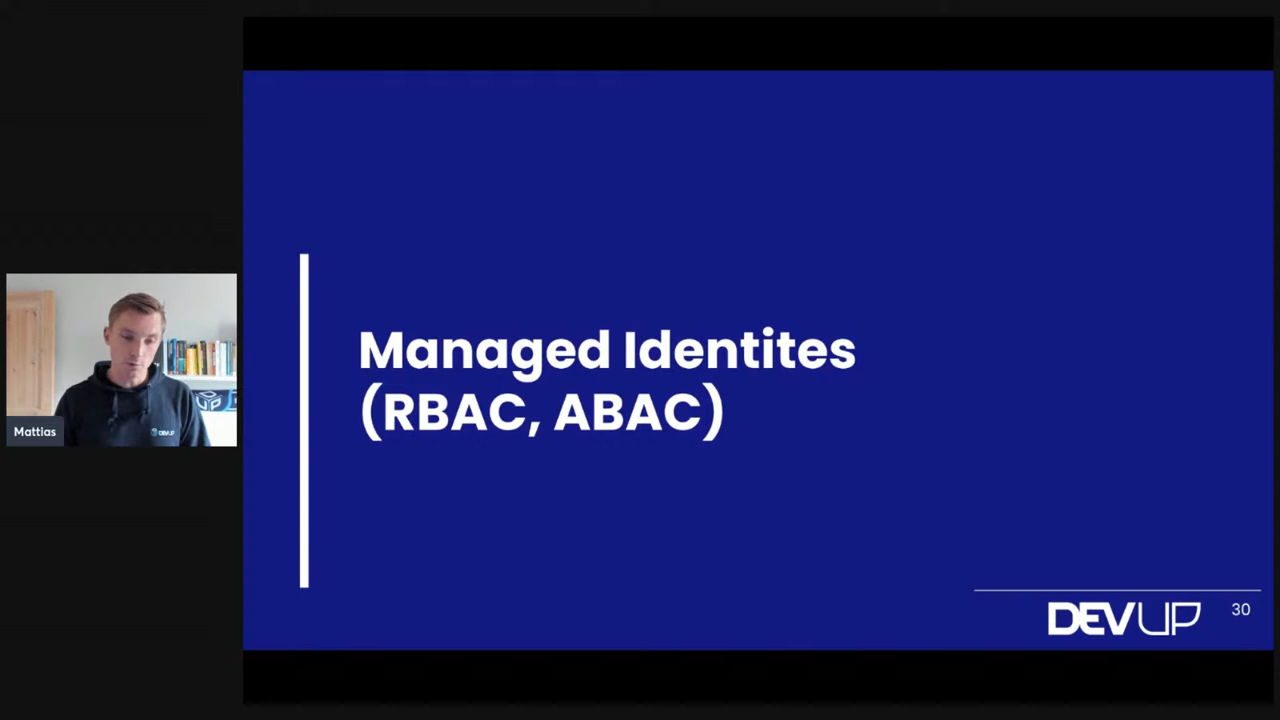 Managed Identites
(RBAC, ABAC)
Mattias
DEVUP
30